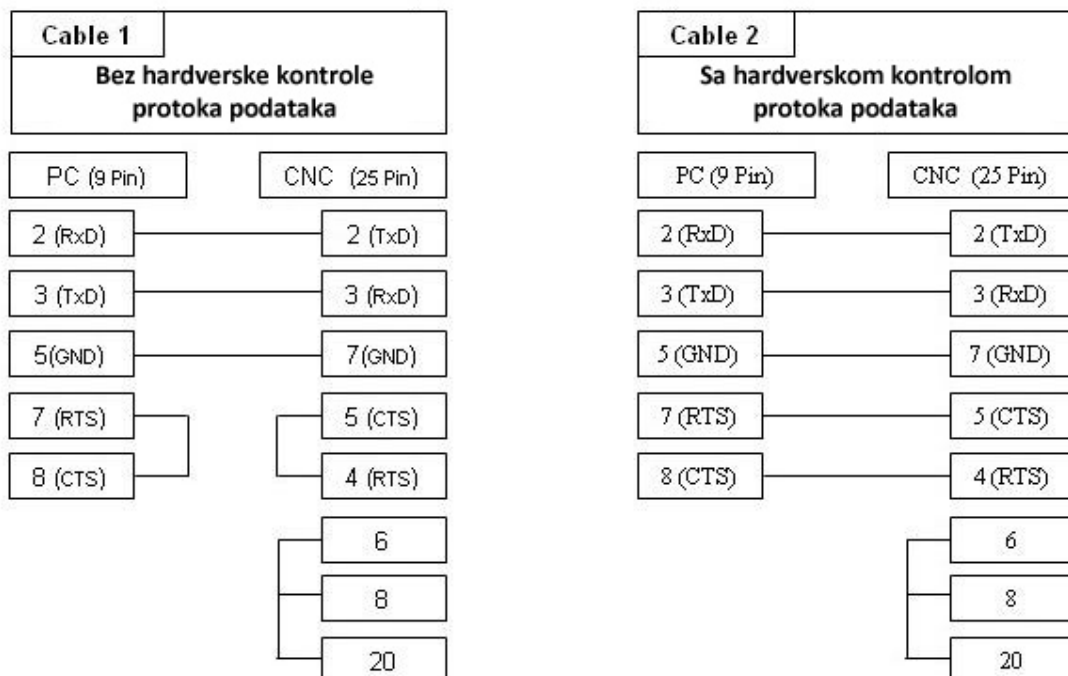 Cable 1
Bez hardverske kontrole
protoka podataka
PC (9 Pin) CNC (25 Pin)
2 (RxD) 2 (TxD)
3 (TxD) 3 (RxD)
5(GND) 7(GND)
7 (RTS) 5 (CTS)
8 (CTS) 4 (RTS)
6
8
20
Cable 2
Sa hardverskom kontrolom
protoka podataka
PC (9 Pin) CNC (25 Pin)
2 (RxD) 2 (TxD)
3 (TxD) 3 (RxD)
5 (GND) 7 (GND)
7 (RTS) 5 (CTS)
8 (CTS) 4 (RTS)
6
8
20